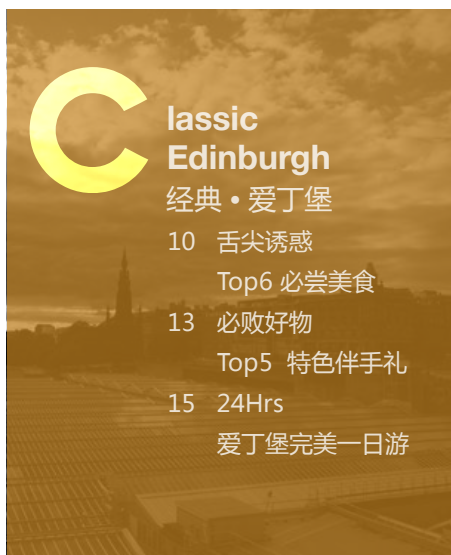 Classic
Edinburgh
经典 • 爱丁堡
10 舌尖诱惑
Top6 必尝美食
13 必败好物
Top5 特色伴手礼
15 24Hrs
爱丁堡完美一日游